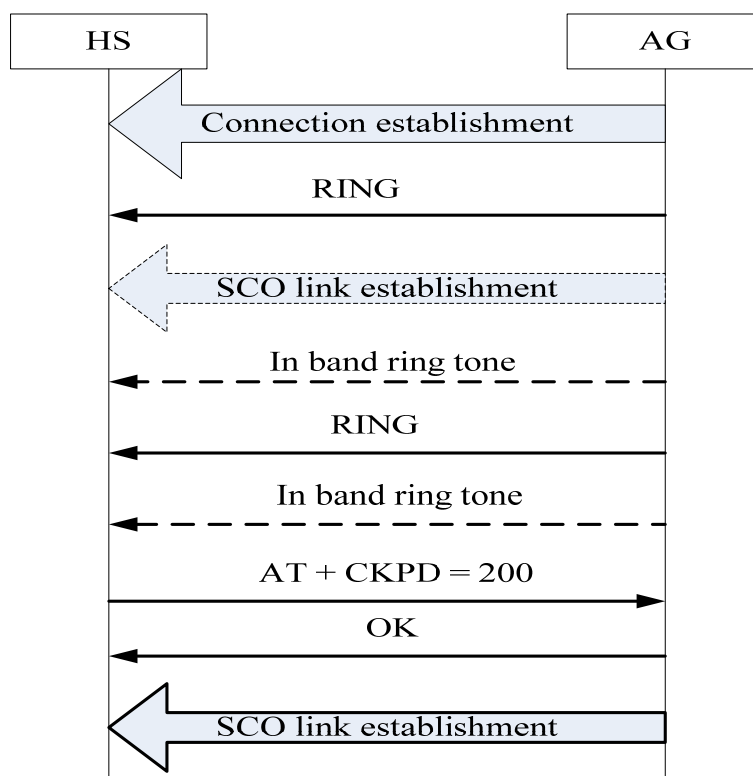 HS
AG
Connection establishment
RING
SCO link establishment
In band ring tone
RING
In band ring tone
AT + CKPD = 200
OK
SCO link establishment